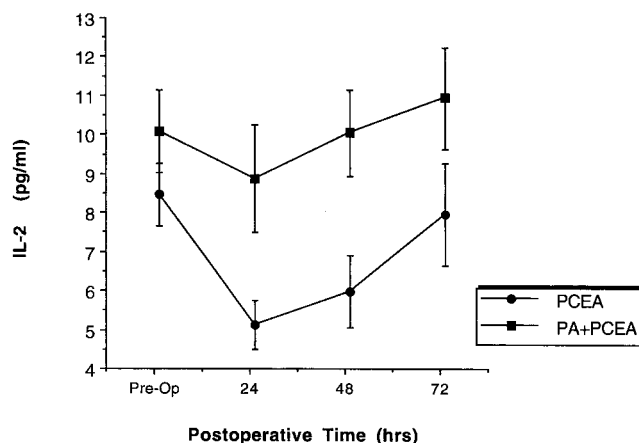 13
12
11
10
9
8
7
6
5
4
IL-2 (pg/ml)
Pre-Op 24 48 72
Postoperative Time (hrs)
PCEA
PA+PCEA